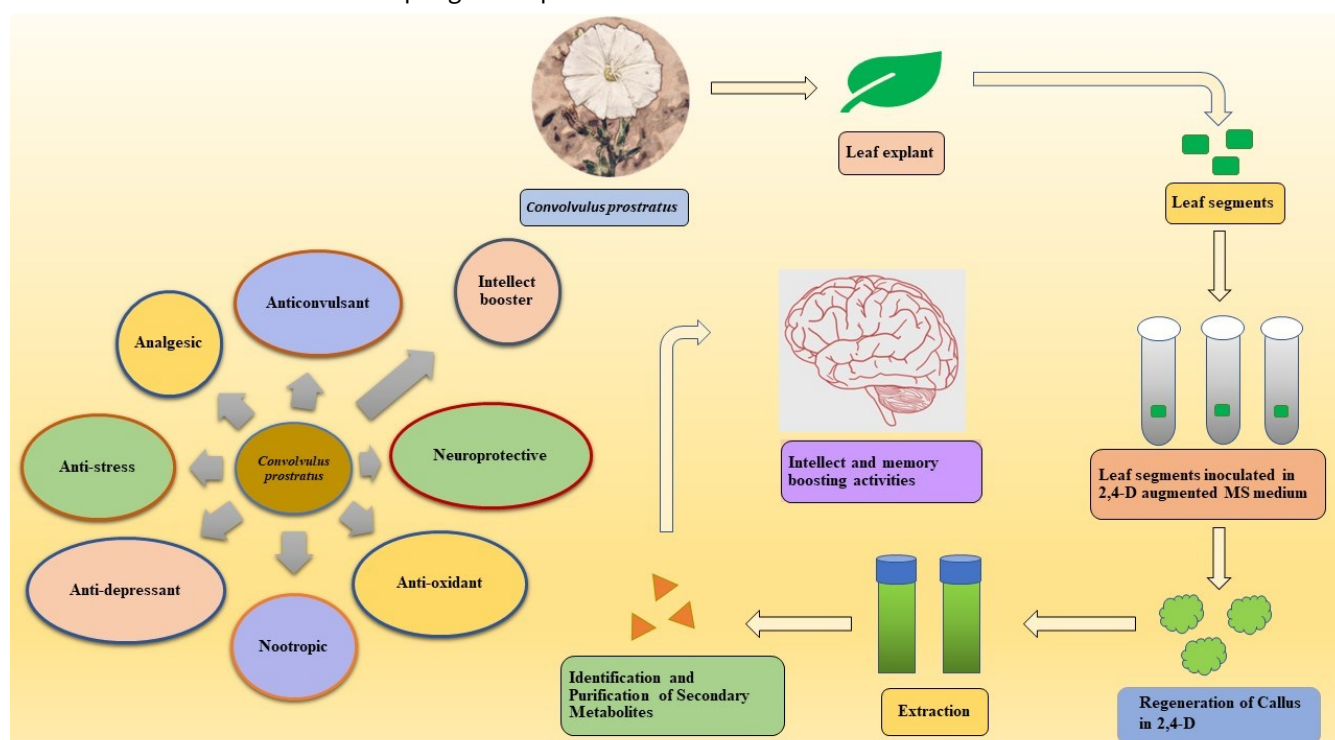 Convolvulus prostratus
Leaf explant
Leaf segments
Leaf segments inoculated in
2,4-D augmented MS medium
Regeneration of Callus
in 2,4-D
Extraction
Identification and
Purification of Secondary
Metabolites
Intellect and memory
boosting activities
Intellect
booster
Anticonvulsant
Analgesic
Anti-stress
Convolvulus
prostratus
Neuroprotective
Anti-depressant
Anti-oxidant
Nootropic